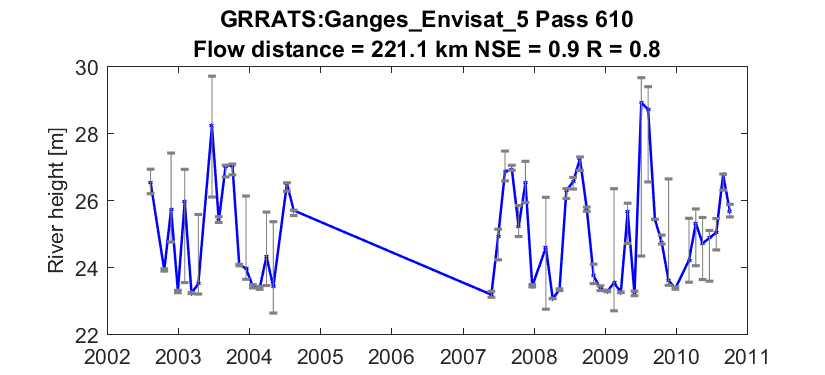 GRRATS:Ganges_Envisat_5 Pass 610
Flow distance = 221.1 km NSE = 0.9 R = 0.8
River height [m]
30
28
26
24
22
2002 2003 2004 2005 2006 2007 2008 2009 2010 2011